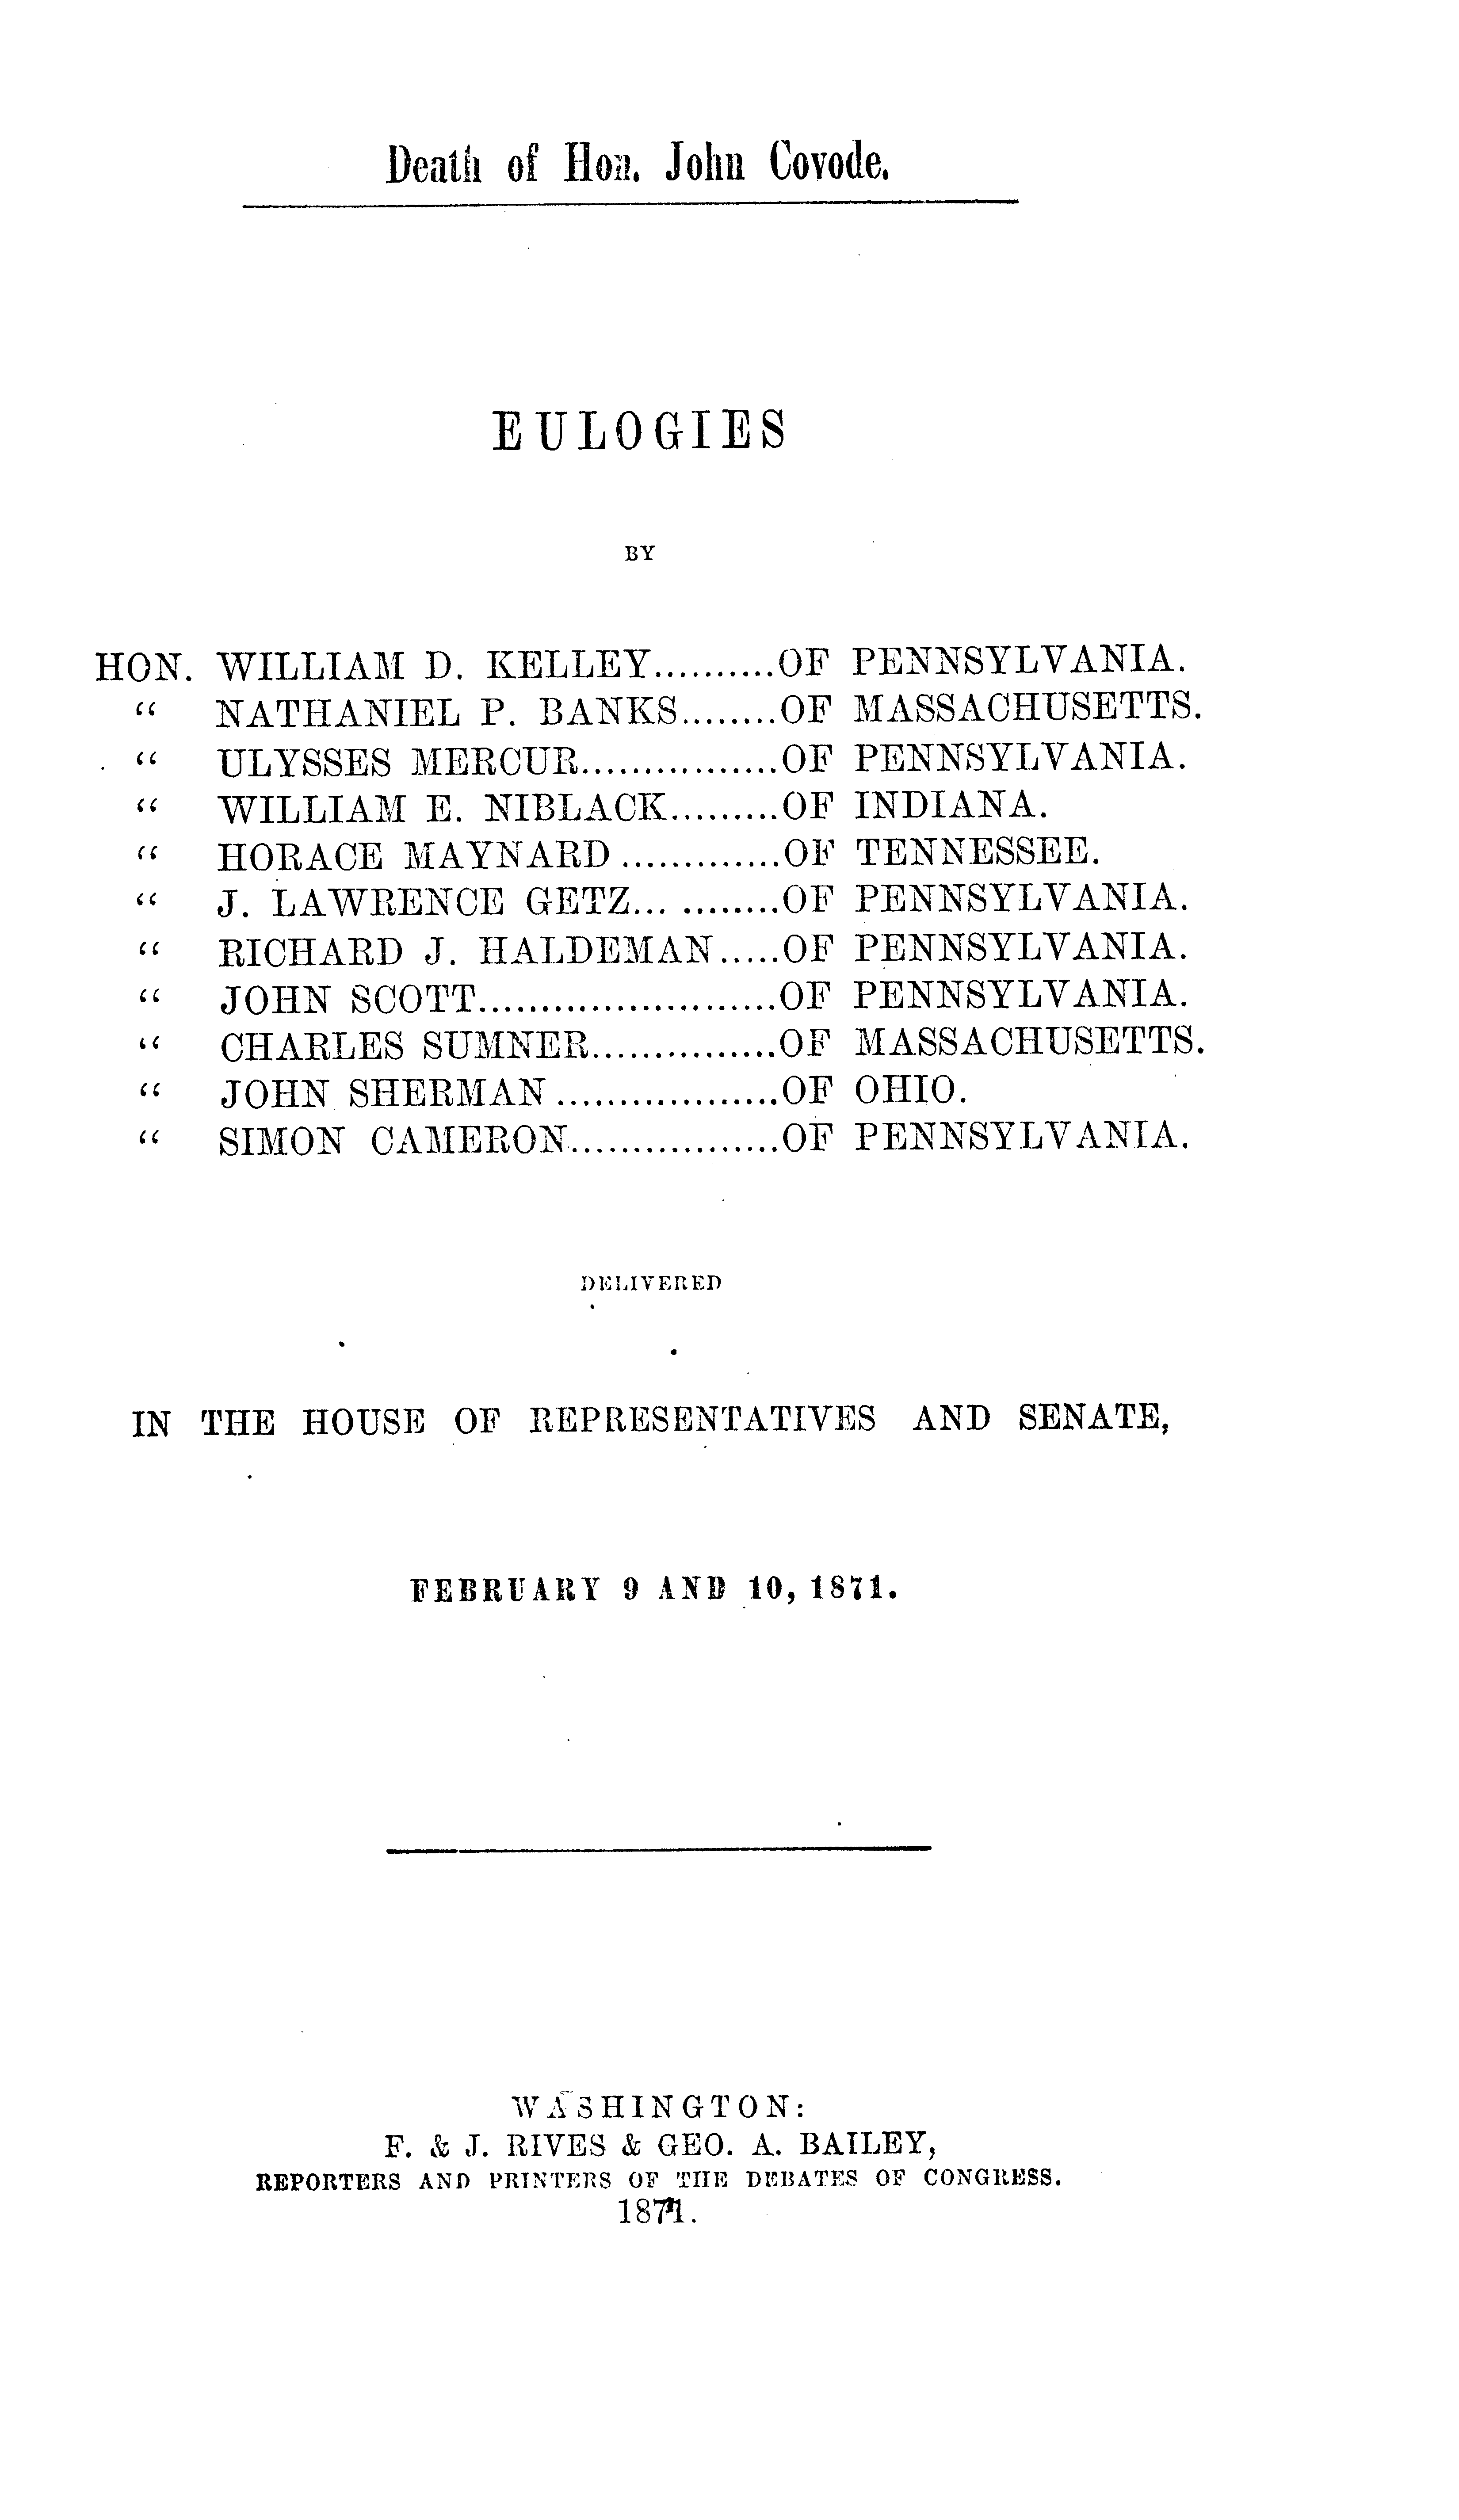 Death of Hon. John Covode.
EULOGIES
BY
HON. WILLIAM D. KELLEY..........OF PENNSYLVANIA.
“ NATHANIEL P. BANKS........OF MASSACHUSETTS.
“ ULYSSES MERCUR................OF PENNSYLVANIA.
“ WILLIAM E. NIBLACK.........OF INDIANA.
“ HORACE MAYNARD .............OF TENNESSEE.
“ J. LAWRENCE GETZ... ........OF PENNSYLVANIA.
“ RICHARD J. HALDEMAN.....OF PENNSYLVANIA.
“ JOHN SCOTT........................OF PENNSYLVANIA.
“ CHARLES SUMNER...............OF MASSACHUSETTS.
“ JOHN SHERMAN ..................OF OHIO.
“ SIMON CAMERON.................OF PENNSYLVANIA.
DELIVERED
IN THE HOUSE OF REPRESENTATIVES AND SENATE,
FEBRUARY 9 AND 10, 1871.
WASHINGTON:
F. & J. RIVES & GEO. A. BAILEY,
REPORTERS AND PRINTERS OF THE DEBATES OF CONGRESS.
1871.